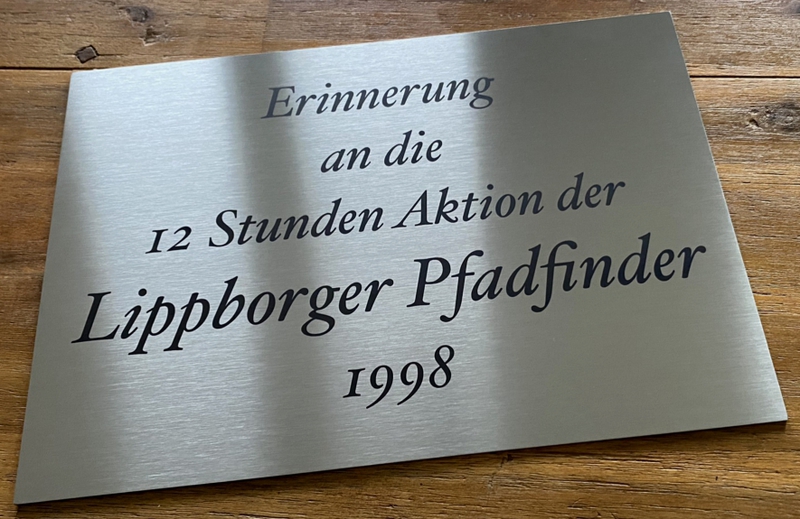 Erinnerung
an die
12 Stunden Aktion der
Lippborger Pfadfinder
1998